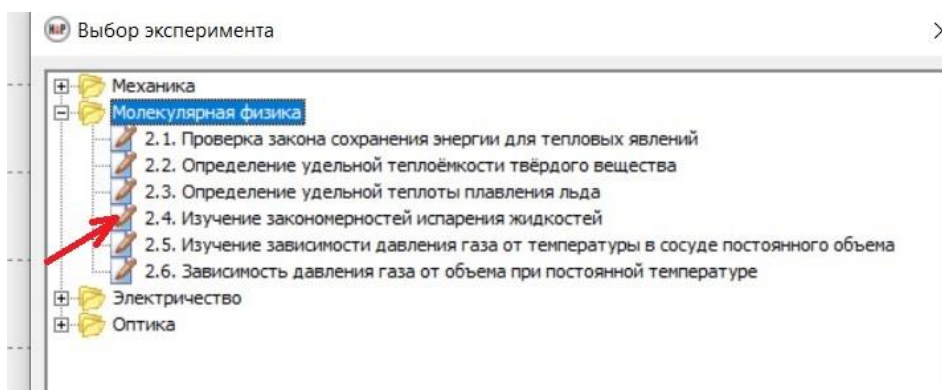 HиP Выбор эксперимента
Механика
Молекулярная физика
2.1. Проверка закона сохранения энергии для тепловых явлений
2.2. Определение удельной теплоёмкости твёрдого вещества
2.3. Определение удельной теплоты плавления льда
2.4. Изучение закономерностей испарения жидкостей
2.5. Изучение зависимости давления газа от температуры в сосуде постоянного объема
2.6. Зависимость давления газа от объема при постоянной температуре
Электричество
Оптика